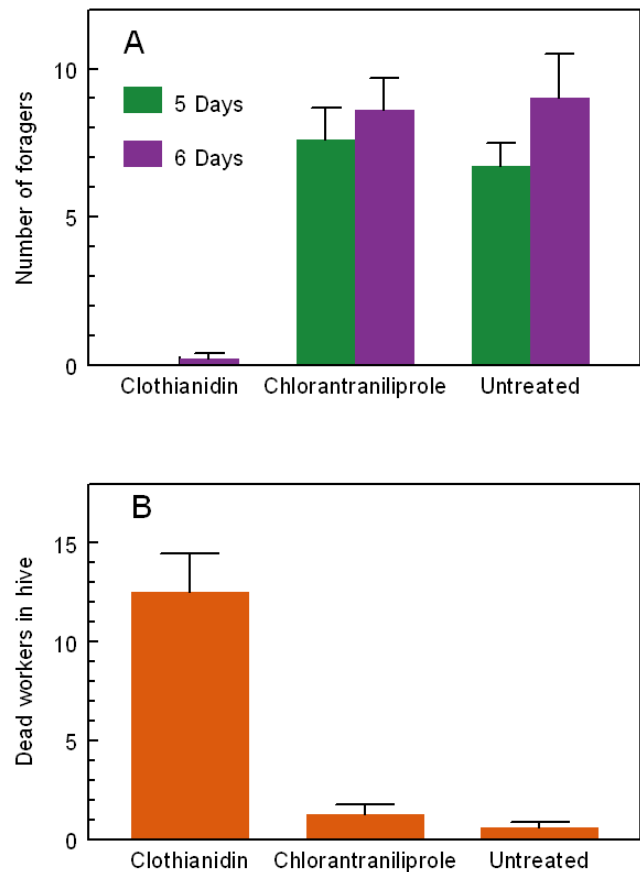 A
Number of foragers
10
5
0
5 Days
6 Days
Clothianidin Chlorantraniliprole Untreated
B
Dead workers in hive
15
10
5
0
Clothianidin Chlorantraniliprole Untreated